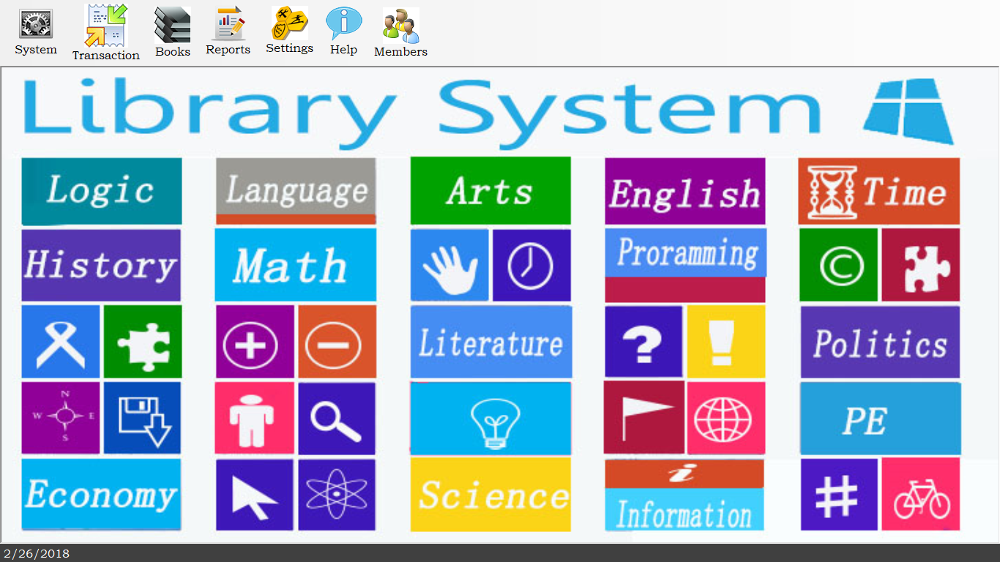 System
Transaction
Books
Reports
Settings
Help
Members
Library System
Logic
Language
Arts
English
Time
History
Math
Proramming
©
Literature
?
!
Politics
N
W E
S
PE
Economy
Science
i
Information
#
2/26/2018